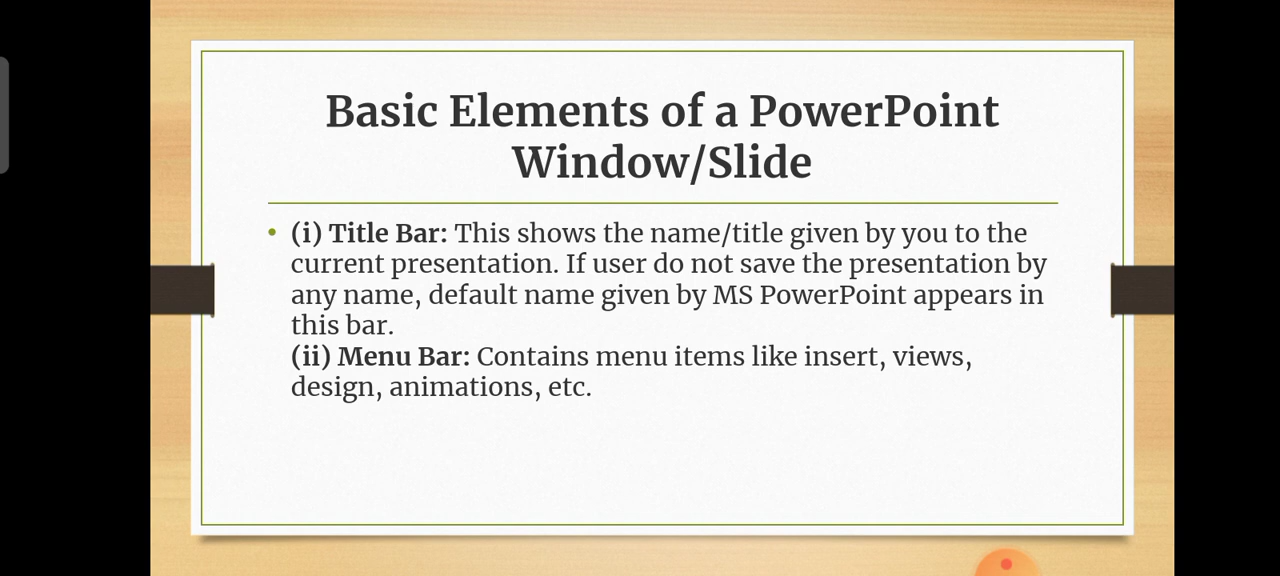 Basic Elements of a PowerPoint
Window/Slide
• (i) Title Bar: This shows the name/title given by you to the
current presentation. If user do not save the presentation by
any name, default name given by MS PowerPoint appears in
this bar.
(ii) Menu Bar: Contains menu items like insert, views,
design, animations, etc.